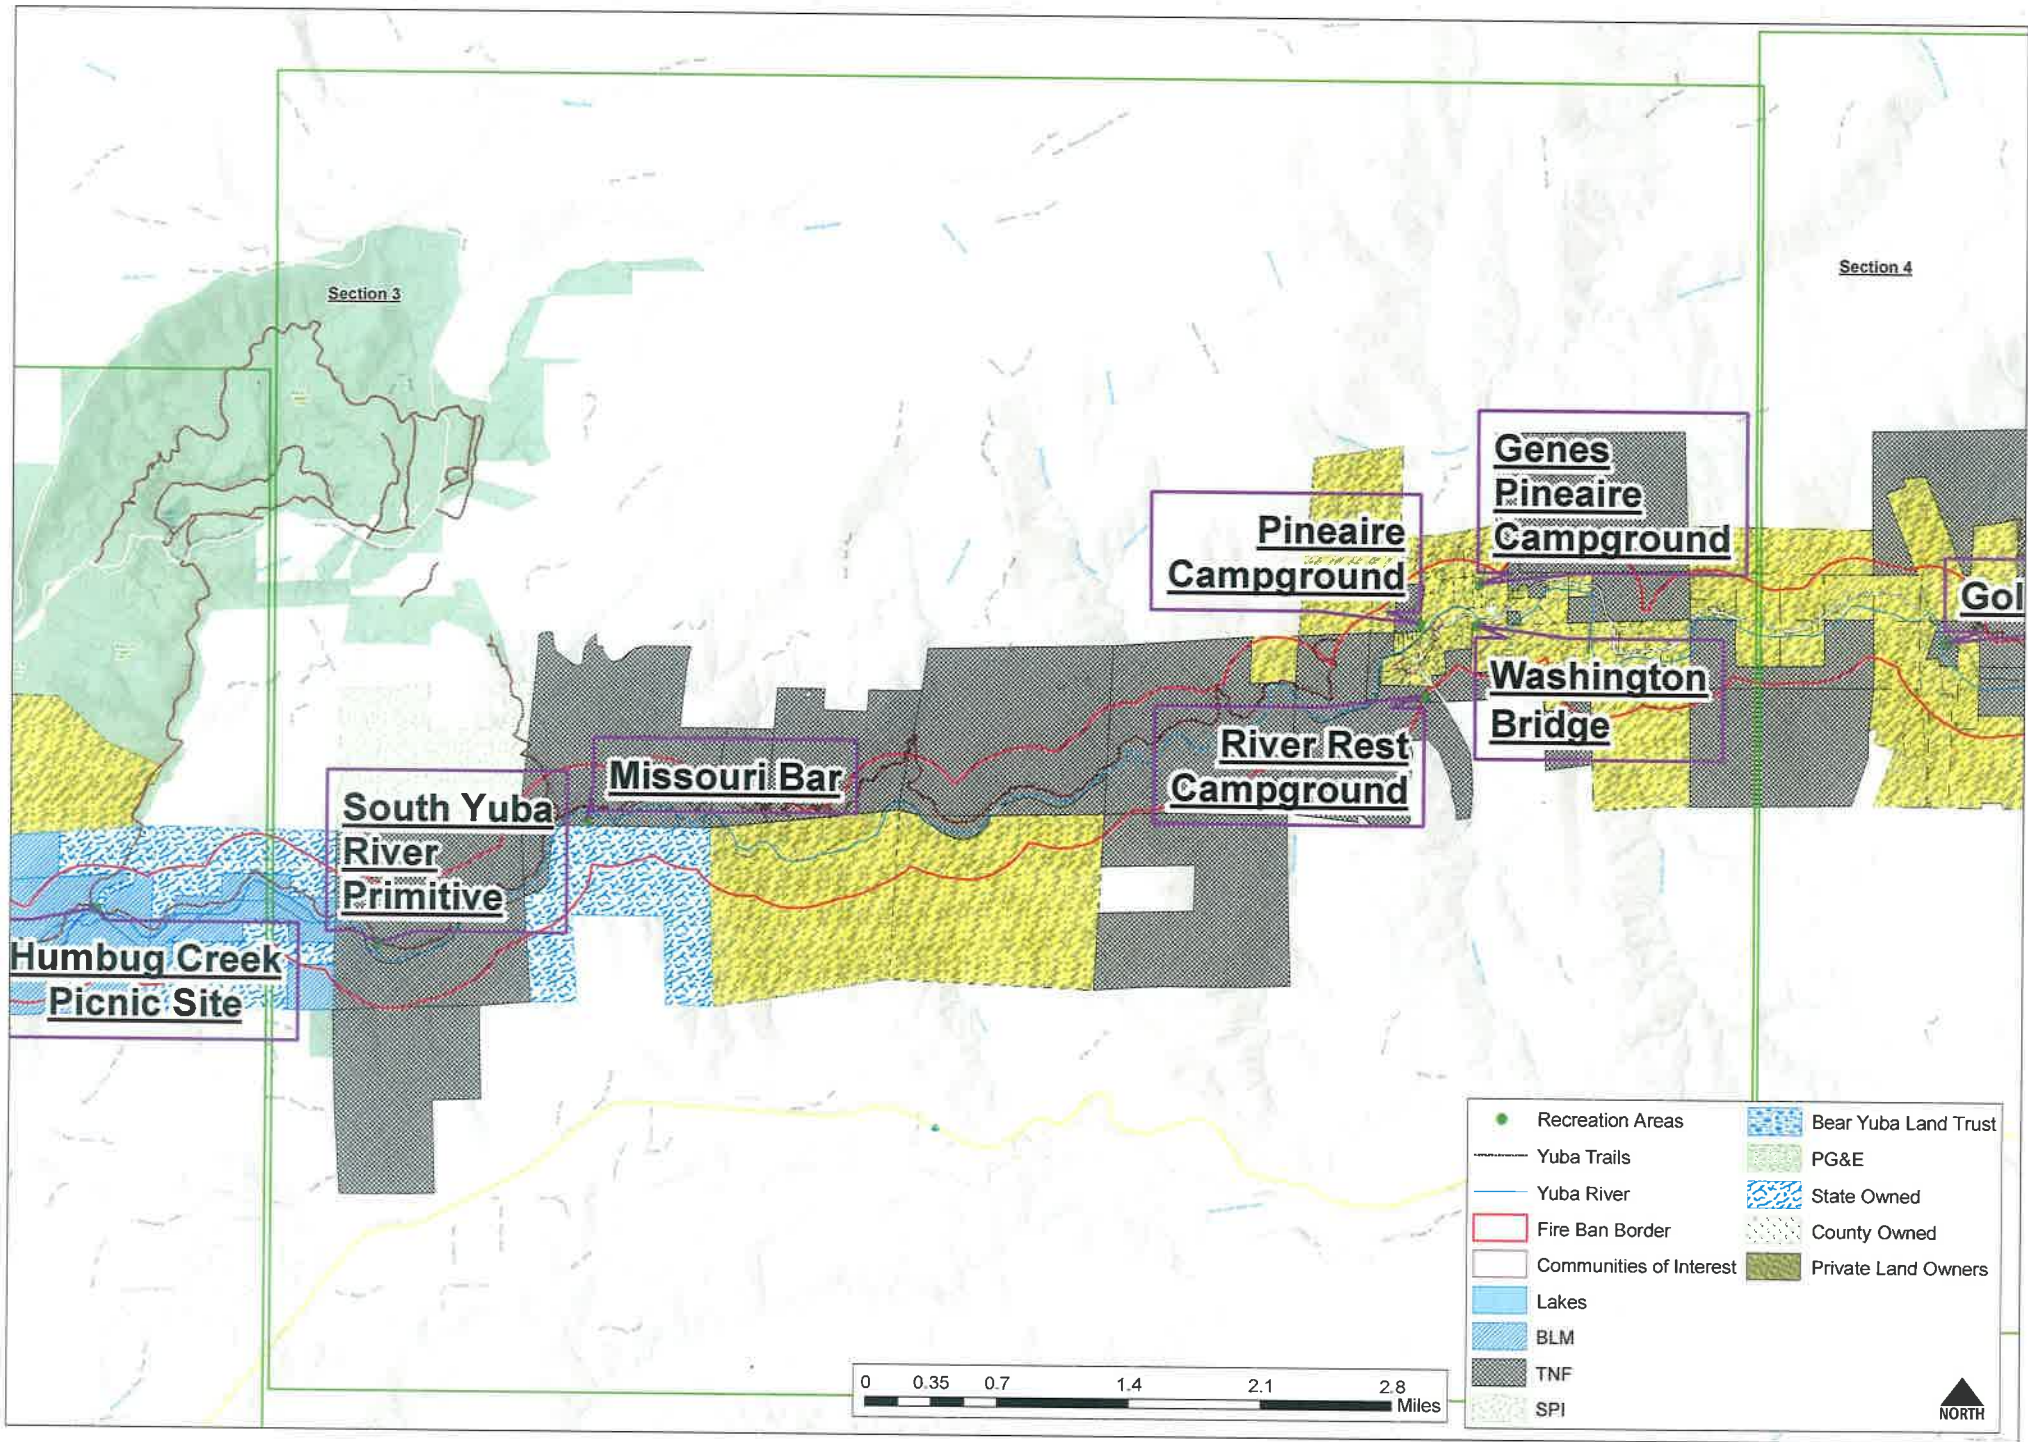 Section 3
Section 4
Genes
Pineaire
Campground
Pineaire
Campground
Gol
Washington
Bridge
River Rest
Campground
Missouri Bar
South Yuba
River
Primitive
Humbug Creek
Picnic Site
Recreation Areas
Yuba Trails
Yuba River
Fire Ban Border
Communities of Interest
Lakes
BLM
TNF
SPI
Bear Yuba Land Trust
PG&E
State Owned
County Owned
Private Land Owners
0 0.35 0.7 1.4 2.1 2.8
Miles
NORTH